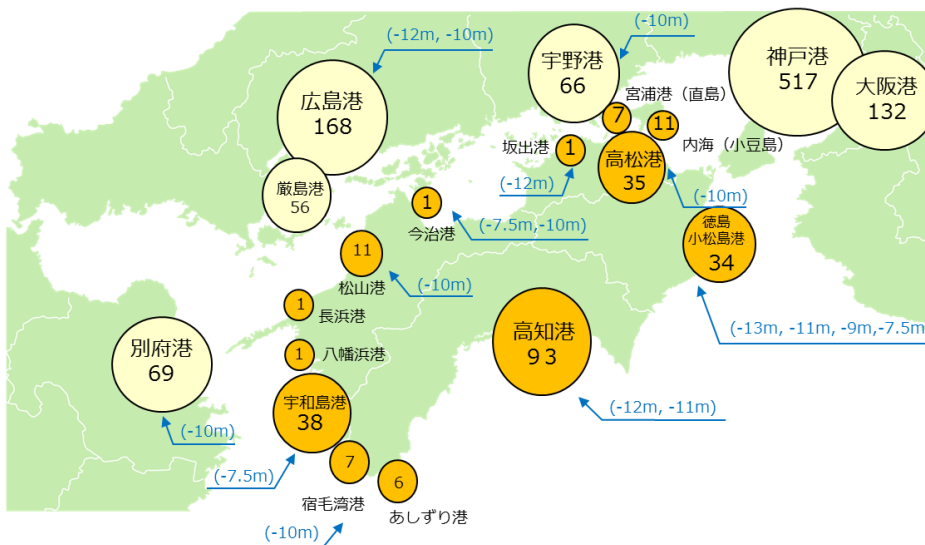 (-12m, -10m)
(-10m)
宇野港
66
神戸港
517
大阪港
132
広島港
168
宮浦港（直島）
7
11
内海（小豆島）
坂出港
1
高松港
35
厳島港
56
(-12m)
(-10m)
1
今治港
(-7.5m,-10m)
徳島
小松島港
34
11
松山港
(-10m)
1
長浜港
(-13m, -11m, -9m,-7.5m)
高知港
９３
別府港
69
1
八幡浜港
宇和島港
38
(-12m, -11m)
(-10m)
(-7.5m)
7
宿毛湾港
6
あしずり港
(-10m)